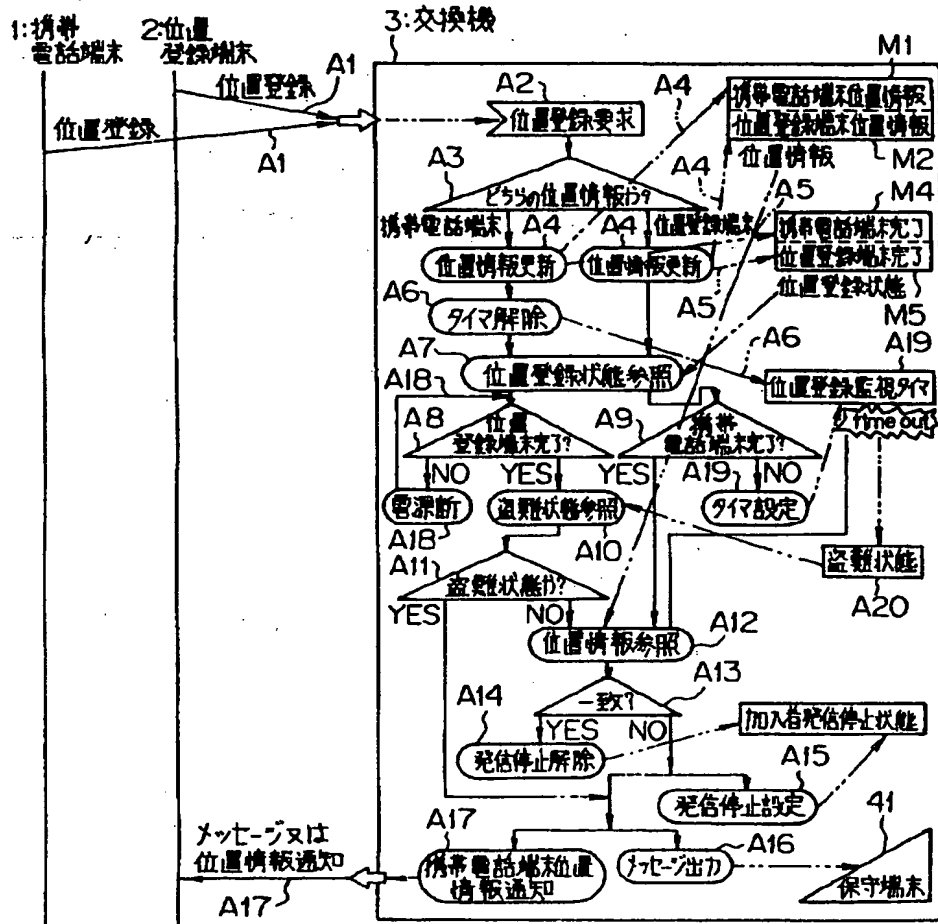 1:携帯
電話端末
2:位置
登録端末
3:交換機
位置登録
A1
位置登録
A1
A2
位置登録要求
A4
M1
携帯電話端末位置情報
位置登録端末位置情報
M2
位置情報
A3
どちらの位置情報か?
A4
A5
M4
携帯電話端末
位置登録端末
A4
A4
位置情報更新
位置情報更新
携帯電話端末完了
位置登録端末完了
位置登録状態
M5
A5
A6
タイマ解除
A6
A19
A7
位置登録状態参照
位置登録監視タイマ
time out
A18
A8
位置
登録端末完了?
A9
携帯
電話端末完了?
NO
YES
YES
NO
A19
電源断
盗難状態参照
タイマ設定
A18
A10
盗難状態
A20
A11
盗難状態か?
YES
NO
位置情報参照
A12
一致?
A13
A14
YES
NO
発信停止解除
加入者発信停止状態
発信停止設定
A15
メッセージ又は
位置情報通知
A17
A17
携帯電話端末位置
情報通知
メッセージ出力
A16
41
保守端末